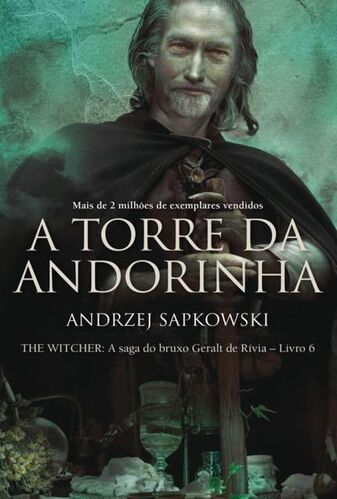 Mais de 2 milhões de exemplares vendidos
A TORRE DA
ANDORINHA
ANDRZEJ SAPKOWSKI
THE WITCHER: A saga do bruxo Geralt de Rívia – Livro 6